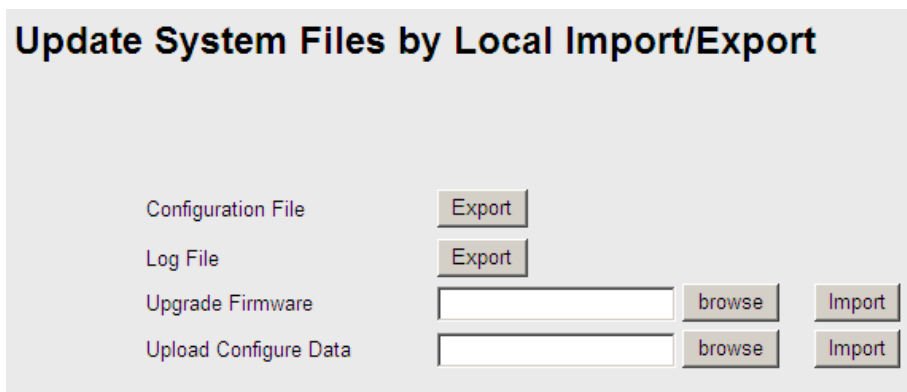 Update System Files by Local Import/Export
Configuration File Export
Log File Export
Upgrade Firmware browse Import
Upload Configure Data browse Import